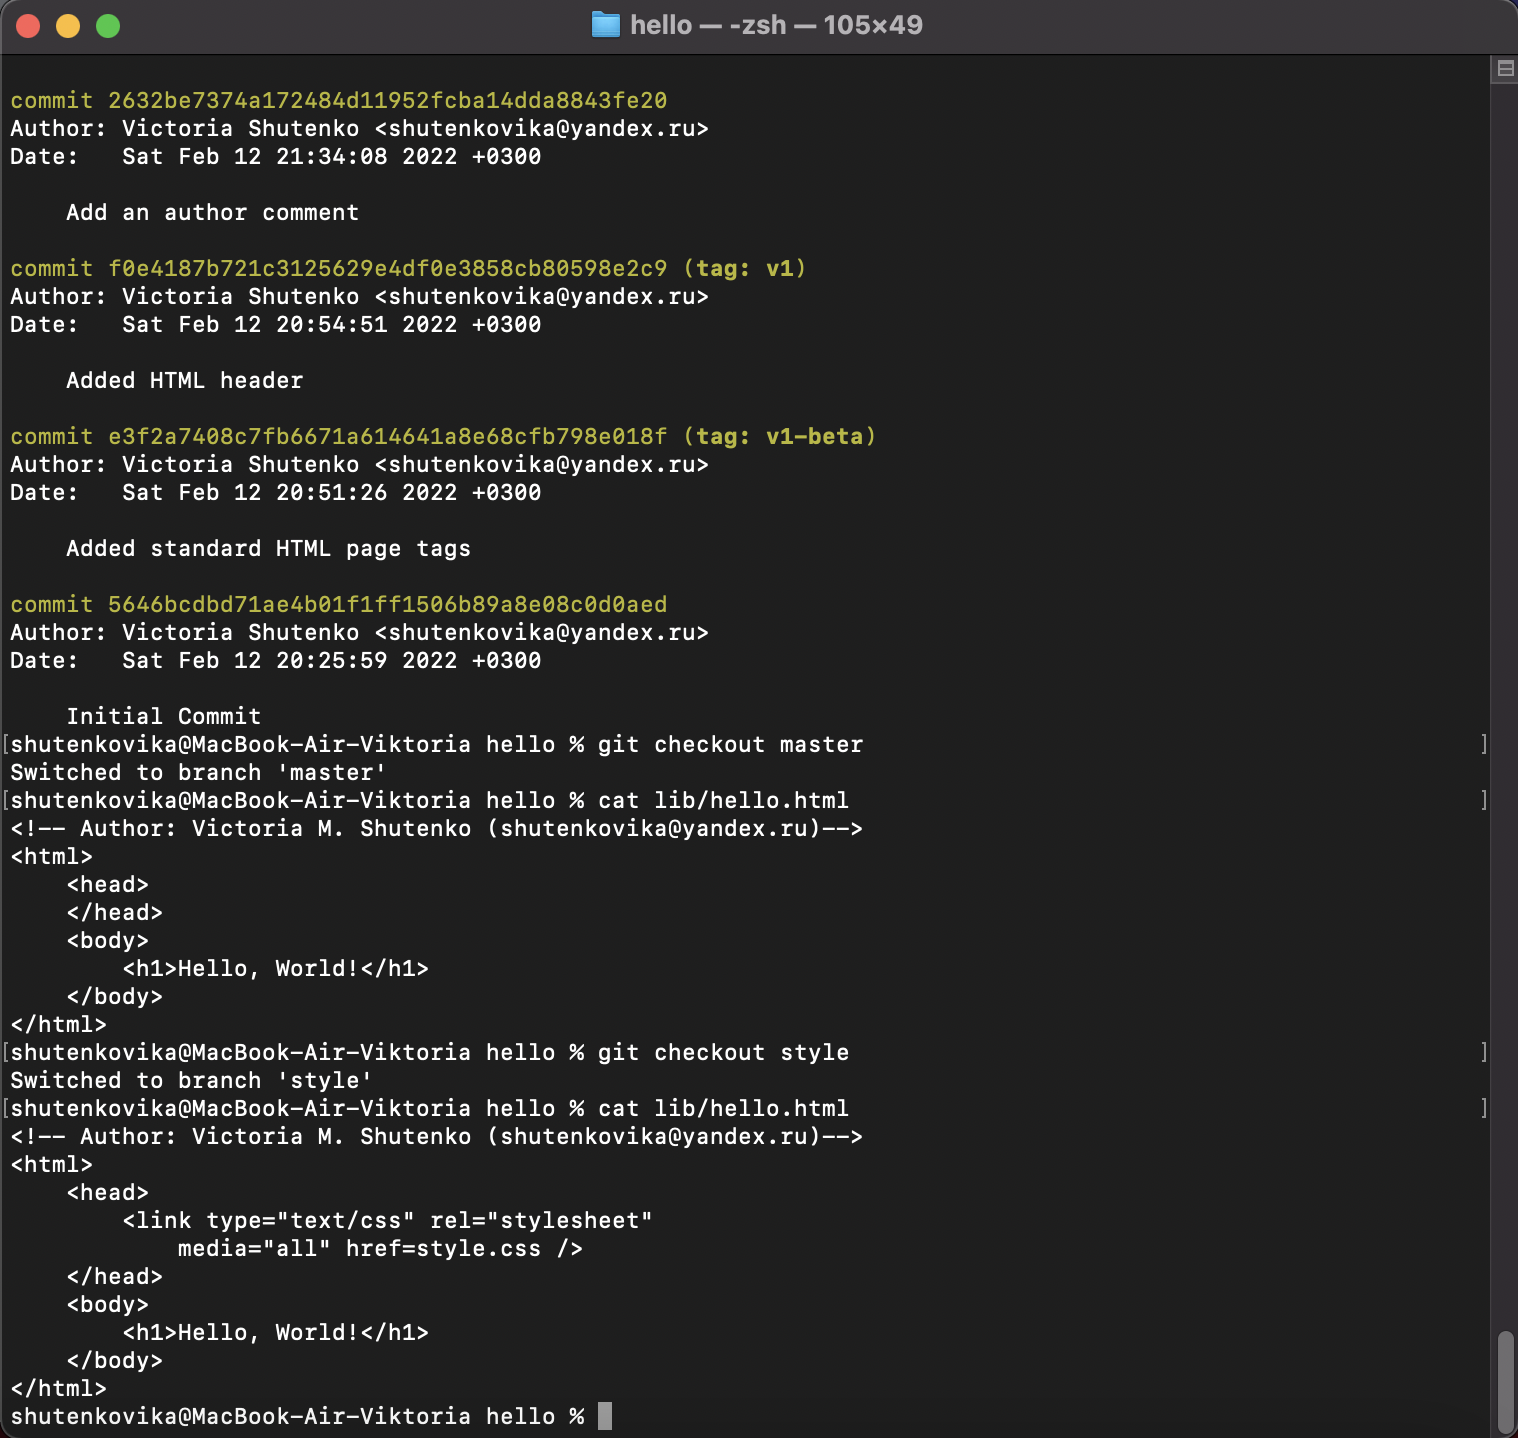 hello — -zsh — 105×49
commit 2632be7374a172484d11952fcba14dda8843fe20
Author: Victoria Shutenko <shutenkovika@yandex.ru>
Date:   Sat Feb 12 21:34:08 2022 +0300
    Add an author comment
commit f0e4187b721c3125629e4df0e3858cb80598e2c9 (tag: v1)
Author: Victoria Shutenko <shutenkovika@yandex.ru>
Date:   Sat Feb 12 20:54:51 2022 +0300
    Added HTML header
commit e3f2a7408c7fb6671a614641a8e68cfb798e018f (tag: v1-beta)
Author: Victoria Shutenko <shutenkovika@yandex.ru>
Date:   Sat Feb 12 20:51:26 2022 +0300
    Added standard HTML page tags
commit 5646bcdbd71ae4b01f1ff1506b89a8e08c0d0aed
Author: Victoria Shutenko <shutenkovika@yandex.ru>
Date:   Sat Feb 12 20:25:59 2022 +0300
    Initial Commit
[shutenkovika@MacBook-Air-Viktoria hello % git checkout master ]
Switched to branch 'master'
[shutenkovika@MacBook-Air-Viktoria hello % cat lib/hello.html ]
<!-- Author: Victoria M. Shutenko (shutenkovika@yandex.ru)-->
<html>
    <head>
    </head>
    <body>
        <h1>Hello, World!</h1>
    </body>
</html>
[shutenkovika@MacBook-Air-Viktoria hello % git checkout style ]
Switched to branch 'style'
[shutenkovika@MacBook-Air-Viktoria hello % cat lib/hello.html ]
<!-- Author: Victoria M. Shutenko (shutenkovika@yandex.ru)-->
<html>
    <head>
        <link type="text/css" rel="stylesheet"
            media="all" href=style.css />
    </head>
    <body>
        <h1>Hello, World!</h1>
    </body>
</html>
shutenkovika@MacBook-Air-Viktoria hello %